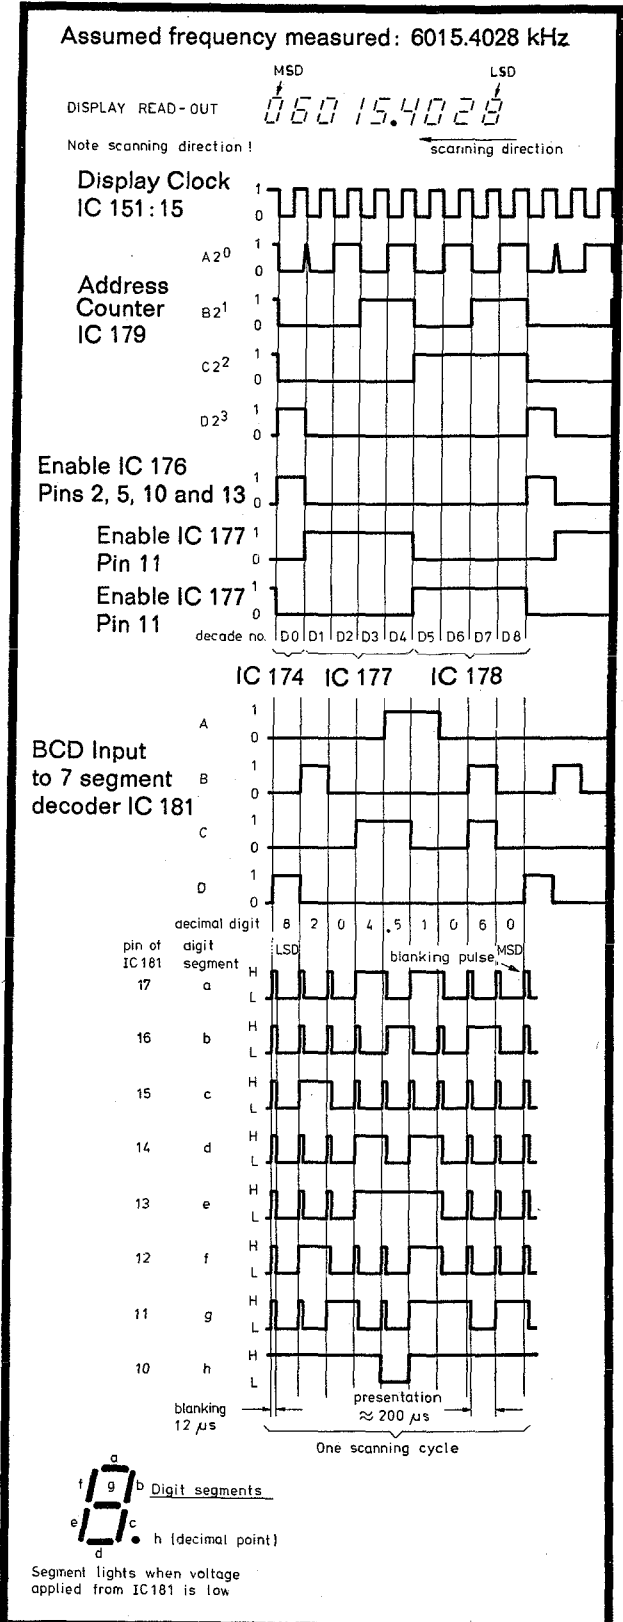 Assumed frequency measured: 6015.4028 kHz
MSD LSD
DISPLAY READ-OUT 06015.4028
Note scanning direction! scanning direction
Display Clock
IC 151:15
1
0
A2⁰
1
0
Address
Counter
IC 179
B2¹
1
0
C2²
1
0
D2³
1
0
Enable IC 176
Pins 2, 5, 10 and 13
1
0
Enable IC 177
Pin 11
1
0
Enable IC 177
Pin 11
1
0
decade no. D0 D1 D2 D3 D4 D5 D6 D7 D8
IC 174 IC 177 IC 178
BCD Input
to 7 segment
decoder IC 181
A
1
0
B
1
0
C
1
0
D
1
0
decimal digit 8 2 0 4 .5 1 0 6 0
pin of
IC181
digit
segment
LSD
blanking pulse
MSD
17 a H L
16 b H L
15 c H L
14 d H L
13 e H L
12 f H L
11 g H L
10 h H L
blanking
12 µs
presentation
≈ 200 µs
One scanning cycle
a
f g b Digit segments
e c
h (decimal point)
d
Segment lights when voltage
applied from IC181 is low